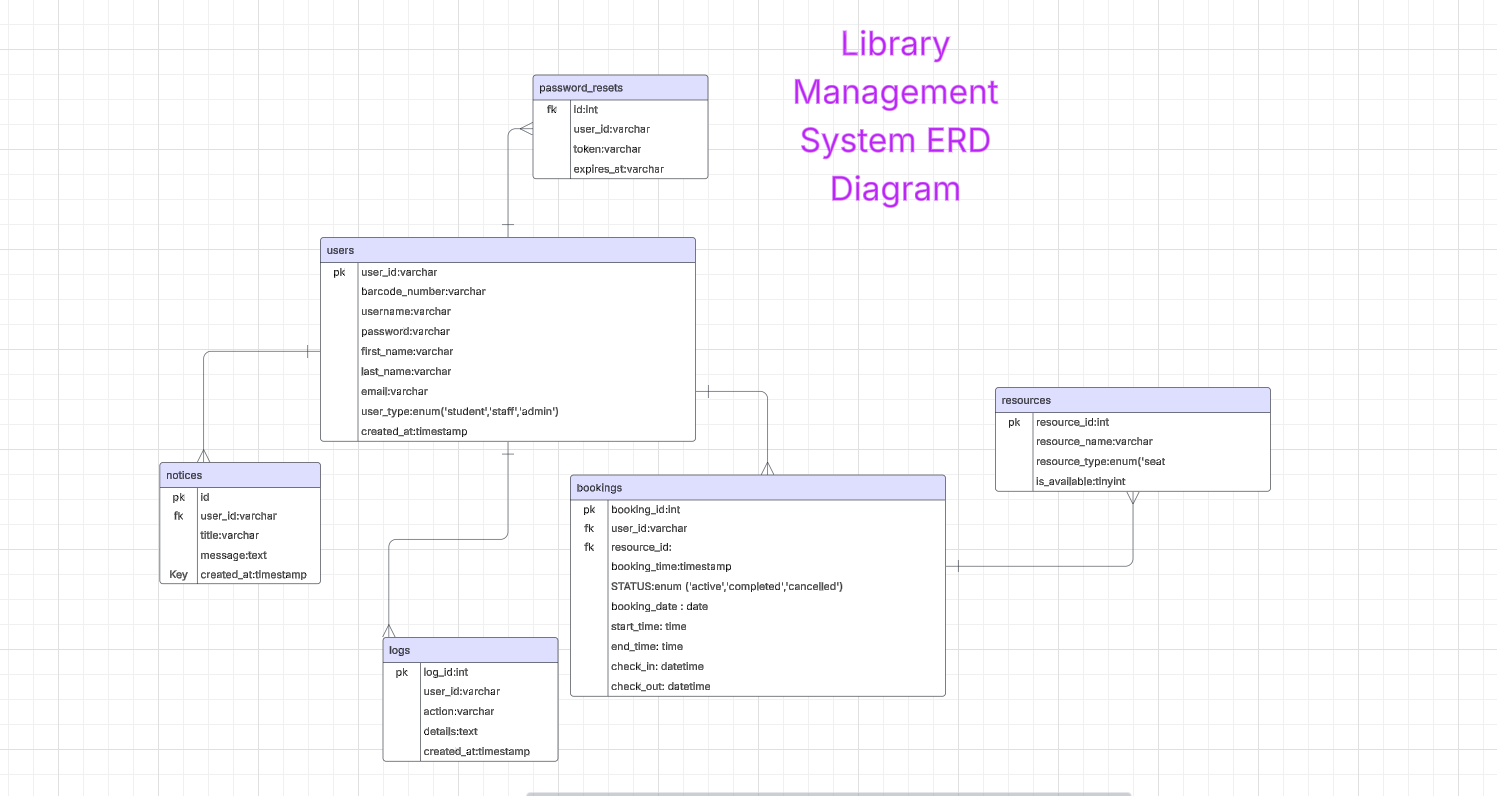 Library
Management
System ERD
Diagram
password_resets
fk id:int
user_id:varchar
token:varchar
expires_at:varchar
users
pk user_id:varchar
barcode_number:varchar
username:varchar
password:varchar
first_name:varchar
last_name:varchar
email:varchar
user_type:enum('student','staff','admin')
created_at:timestamp
resources
pk resource_id:int
resource_name:varchar
resource_type:enum('seat
is_available:tinyint
notices
pk id
fk user_id:varchar
title:varchar
message:text
Key created_at:timestamp
bookings
pk booking_id:int
fk user_id:varchar
fk resource_id:
booking_time:timestamp
STATUS:enum ('active','completed','cancelled')
booking_date : date
start_time: time
end_time: time
check_in: datetime
check_out: datetime
logs
pk log_id:int
user_id:varchar
action:varchar
details:text
created_at:timestamp